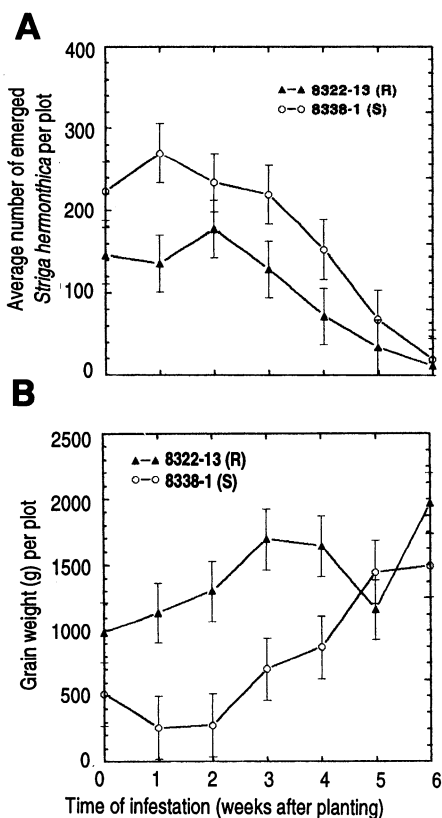 A
Average number of emerged
Striga hermonthica per plot
400
300
200
100
0
8322-13 (R)
8338-1 (S)
B
Grain weight (g) per plot
2500
2000
1500
1000
500
0
8322-13 (R)
8338-1 (S)
0 1 2 3 4 5 6
Time of infestation (weeks after planting)